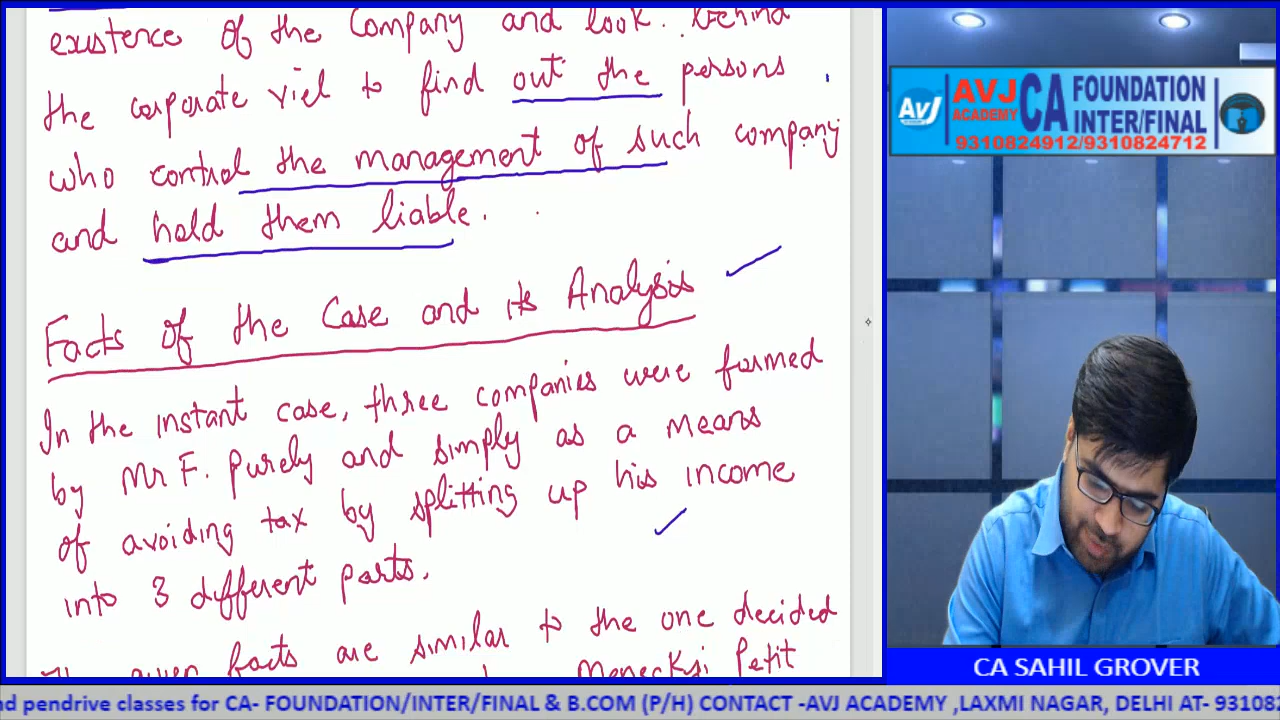 existence of the Company and look behind
the corporate viel to find out the persons
who control the management of such company
and hold them liable.
Facts of the Case and its Analysis
In the instant case, three companies were formed
by Mr F. purely and simply as a means
of avoiding tax by splitting up his income
into 3 different parts.
given facts are similar to the one decided
Maneckji Petit
AVJ
AVJ
ACADEMY
CA
FOUNDATION
INTER/FINAL
9310824912/9310824712
CA SAHIL GROVER
nd pendrive classes for CA- FOUNDATION/INTER/FINAL & B.COM (P/H) CONTACT -AVJ ACADEMY ,LAXMI NAGAR, DELHI AT- 93108